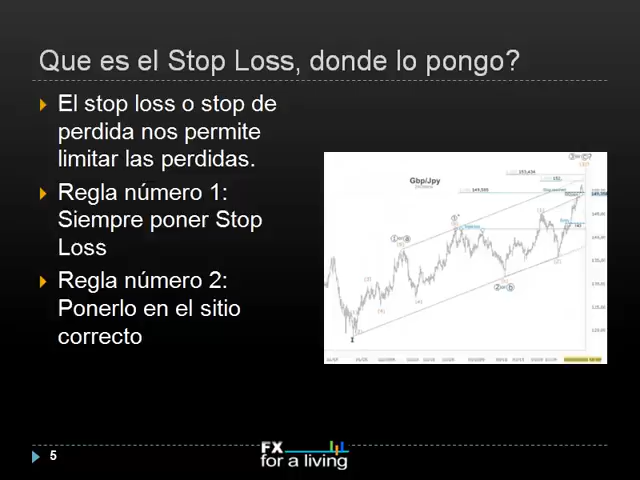 Que es el Stop Loss, donde lo pongo?
El stop loss o stop de
perdida nos permite
limitar las perdidas.
Regla número 1:
Siempre poner Stop
Loss
Regla número 2:
Ponerlo en el sitio
correcto
Gbp/Jpy
5
FX
for a living